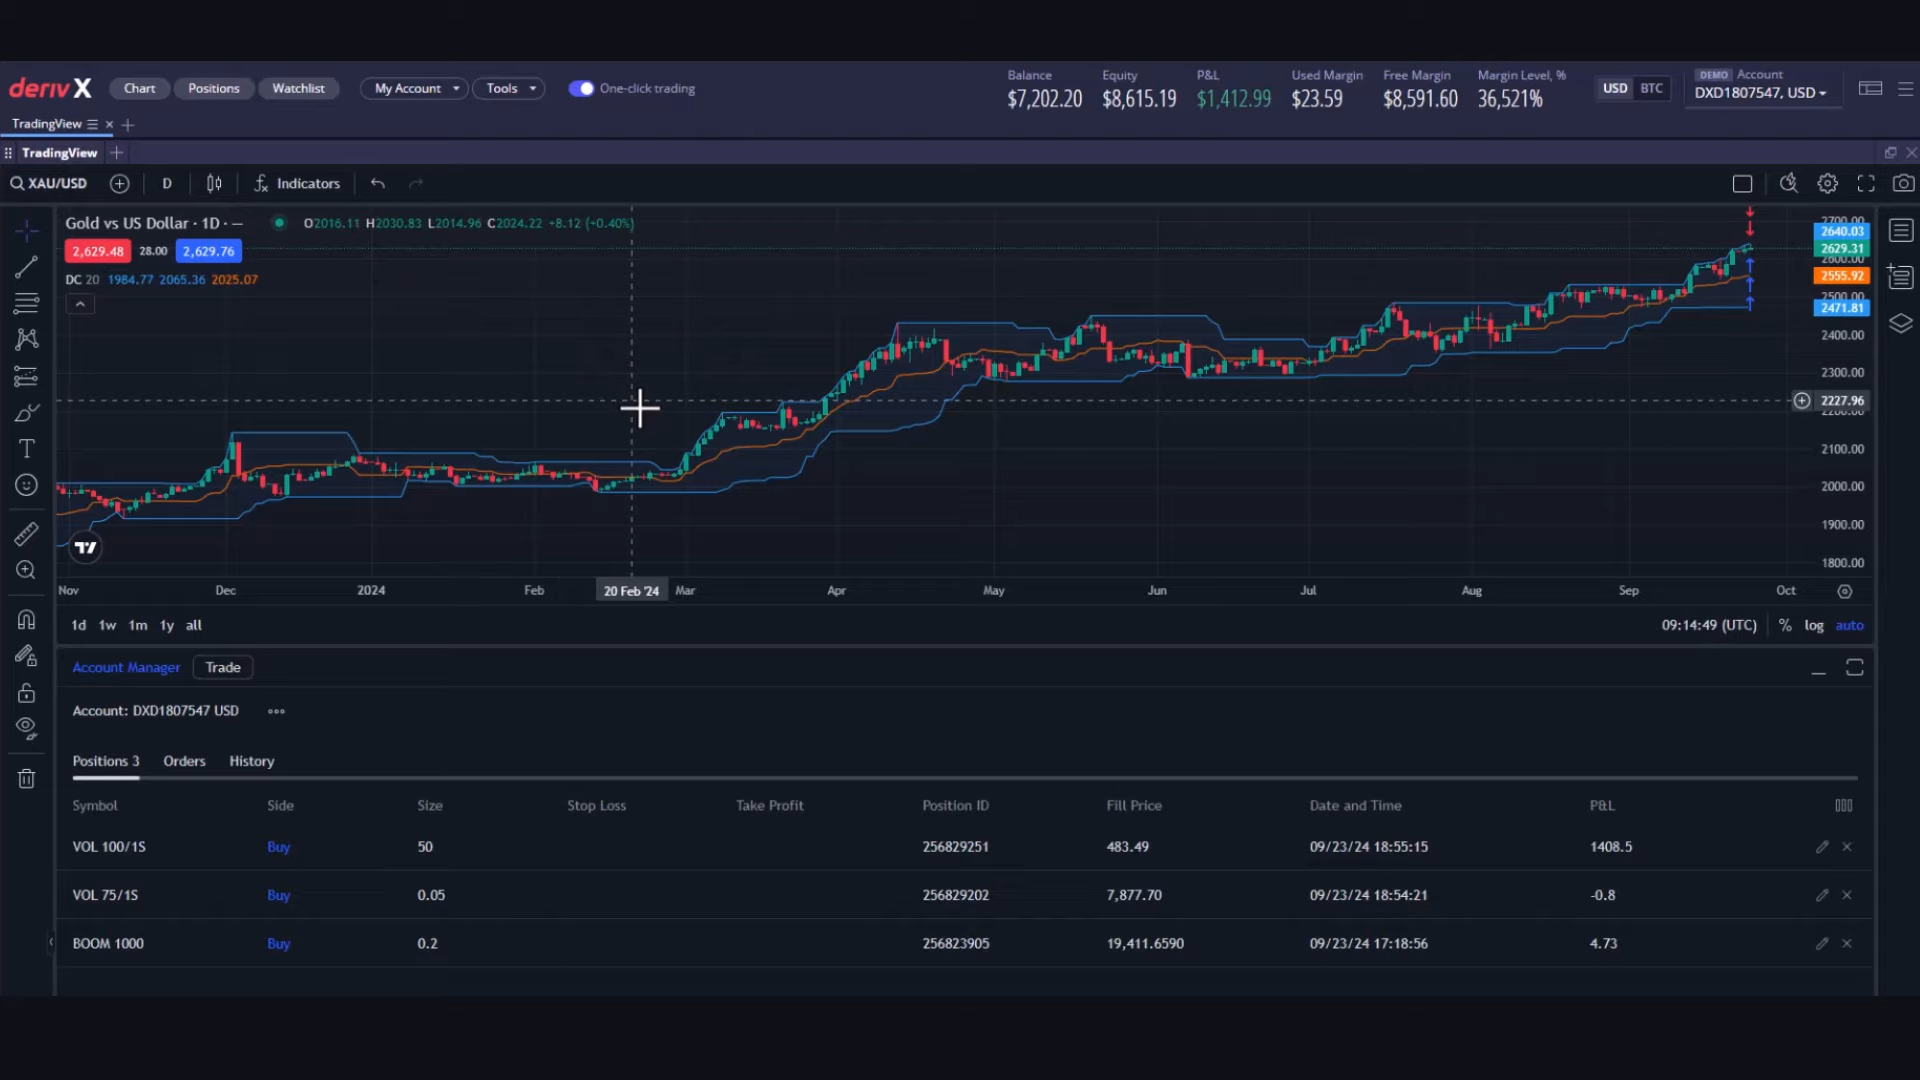 deriv X Chart Positions Watchlist My Account Tools One-click trading
Balance Equity P&L Used Margin Free Margin Margin Level, % DEMO Account
$7,202.20 $8,615.19 $1,412.99 $23.59 $8,591.60 36,521% USD BTC DXD1807547, USD
TradingView
TradingView
XAU/USD D Indicators
Gold vs US Dollar · 1D · — O2016.11 H2030.83 L2014.96 C2024.22 +8.12 (+0.40%)
2,629.48 28.00 2,629.76
DC 20 1984.77 2065.36 2025.07
2700.00
2640.03
2629.31
2600.00
2555.92
2500.00
2471.81
2400.00
2300.00
2227.96
2200.00
2100.00
2000.00
1900.00
1800.00
Nov Dec 2024 Feb 20 Feb '24 Mar Apr May Jun Jul Aug Sep Oct
1d 1w 1m 1y all 09:14:49 (UTC) % log auto
Account Manager Trade
Account: DXD1807547 USD
Positions 3 Orders History
Symbol Side Size Stop Loss Take Profit Position ID Fill Price Date and Time P&L
VOL 100/1S Buy 50 256829251 483.49 09/23/24 18:55:15 1408.5
VOL 75/1S Buy 0.05 256829202 7,877.70 09/23/24 18:54:21 -0.8
BOOM 1000 Buy 0.2 256823905 19,411.6590 09/23/24 17:18:56 4.73